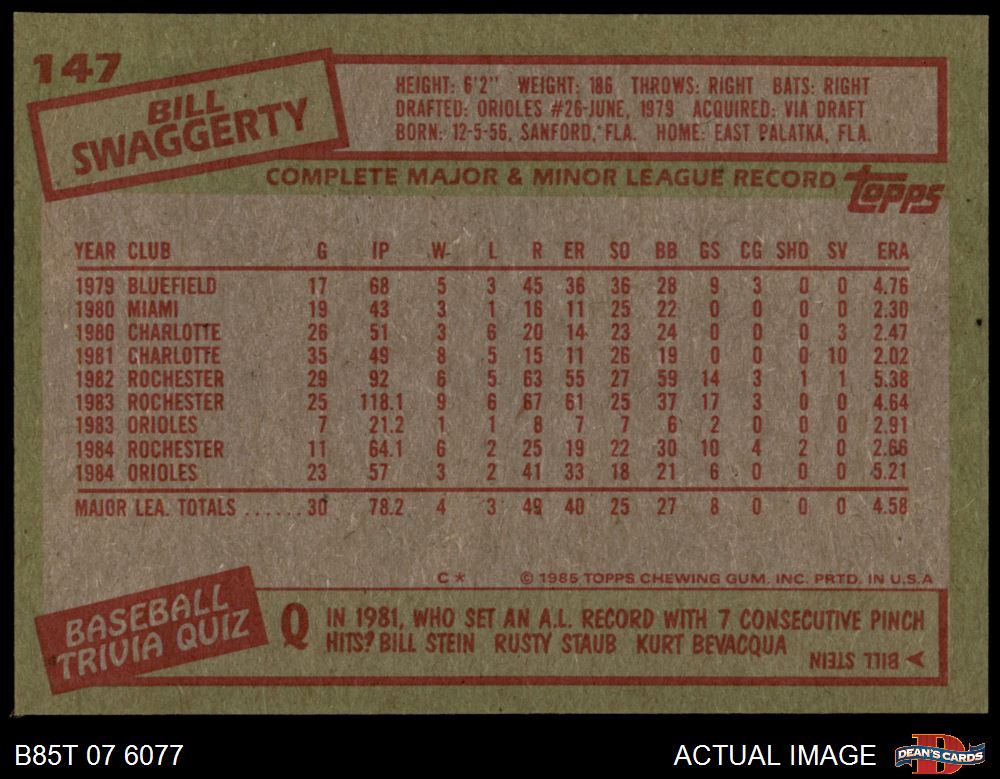 147
BILL
SWAGGERTY
HEIGHT: 6'2" WEIGHT: 186 THROWS: RIGHT BATS: RIGHT
DRAFTED: ORIOLES #26-JUNE, 1979 ACQUIRED: VIA DRAFT
BORN: 12-5-56, SANFORD, FLA. HOME: EAST PALATKA, FLA.
COMPLETE MAJOR & MINOR LEAGUE RECORD topps
YEAR CLUB G IP W L R ER SO BB GS CG SHO SV ERA
1979 BLUEFIELD 17 68 5 3 45 36 36 28 9 3 0 0 4.76
1980 MIAMI 19 43 3 1 16 11 25 22 0 0 0 0 2.30
1980 CHARLOTTE 26 51 3 6 20 14 23 24 0 0 0 3 2.47
1981 CHARLOTTE 35 49 8 5 15 11 26 19 0 0 0 10 2.02
1982 ROCHESTER 29 92 6 5 63 55 27 59 14 3 1 1 5.38
1983 ROCHESTER 25 118.1 9 6 67 61 25 37 17 3 0 0 4.64
1983 ORIOLES 7 21.2 1 1 8 7 7 6 2 0 0 0 2.91
1984 ROCHESTER 11 64.1 6 2 25 19 22 30 10 4 2 0 2.66
1984 ORIOLES 23 57 3 2 41 33 18 21 6 0 0 0 5.21
MAJOR LEA. TOTALS ...... 30 78.2 4 3 49 40 25 27 8 0 0 0 4.58
C* © 1985 TOPPS CHEWING GUM, INC. PRTD. IN U.S.A
BASEBALL
TRIVIA QUIZ
Q IN 1981, WHO SET AN A.L. RECORD WITH 7 CONSECUTIVE PINCH
HITS? BILL STEIN RUSTY STAUB KURT BEVACQUA
BILL STEIN
B85T 07 6077
ACTUAL IMAGE
D
DEAN'S CARDS